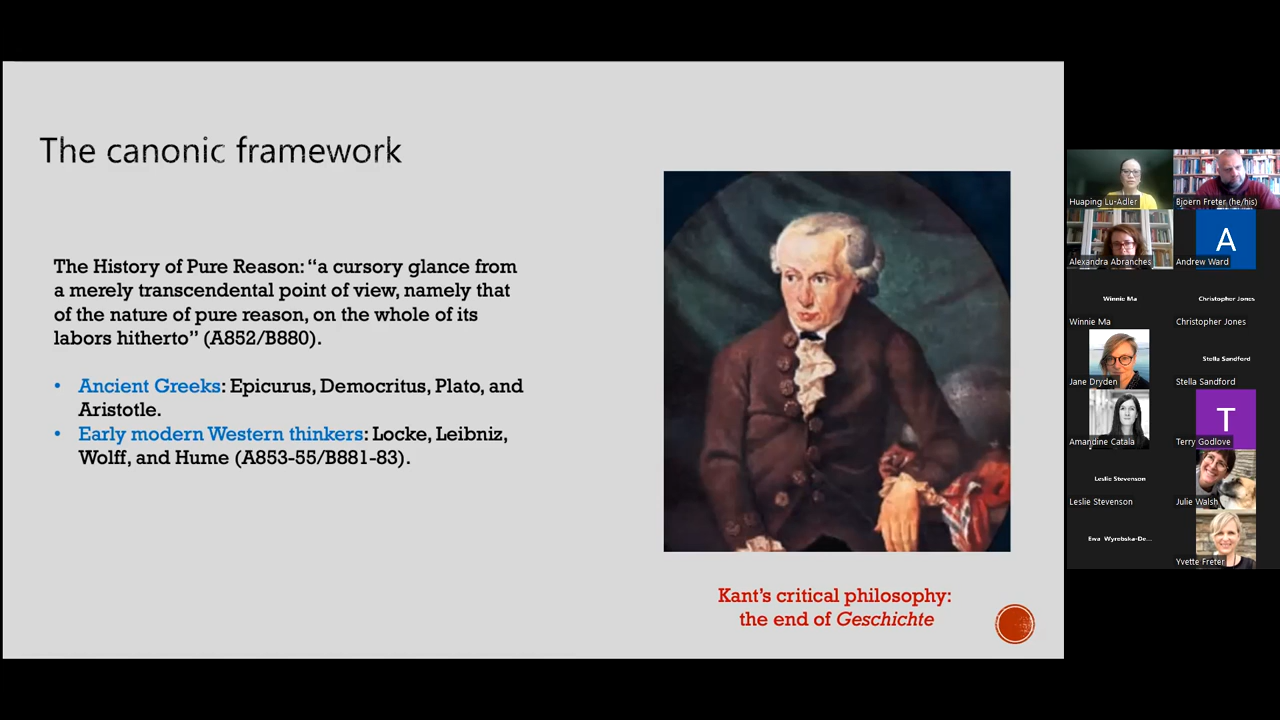 The canonic framework
The History of Pure Reason: “a cursory glance from
a merely transcendental point of view, namely that
of the nature of pure reason, on the whole of its
labors hitherto” (A852/B880).
• Ancient Greeks: Epicurus, Democritus, Plato, and
Aristotle.
• Early modern Western thinkers: Locke, Leibniz,
Wolff, and Hume (A853-55/B881-83).
Kant’s critical philosophy:
the end of Geschichte
Huaping Lu-Adler
Bjoern Freter (he/his)
Alexandra Abranches
A
Andrew Ward
Winnie Ma
Winnie Ma
Christopher Jones
Christopher Jones
Jane Dryden
Stella Sandford
Stella Sandford
Amandine Catala
T
Terry Godlove
Leslie Stevenson
Leslie Stevenson
Julie Walsh
Ewa Wyrebska-De...
Yvette Freter